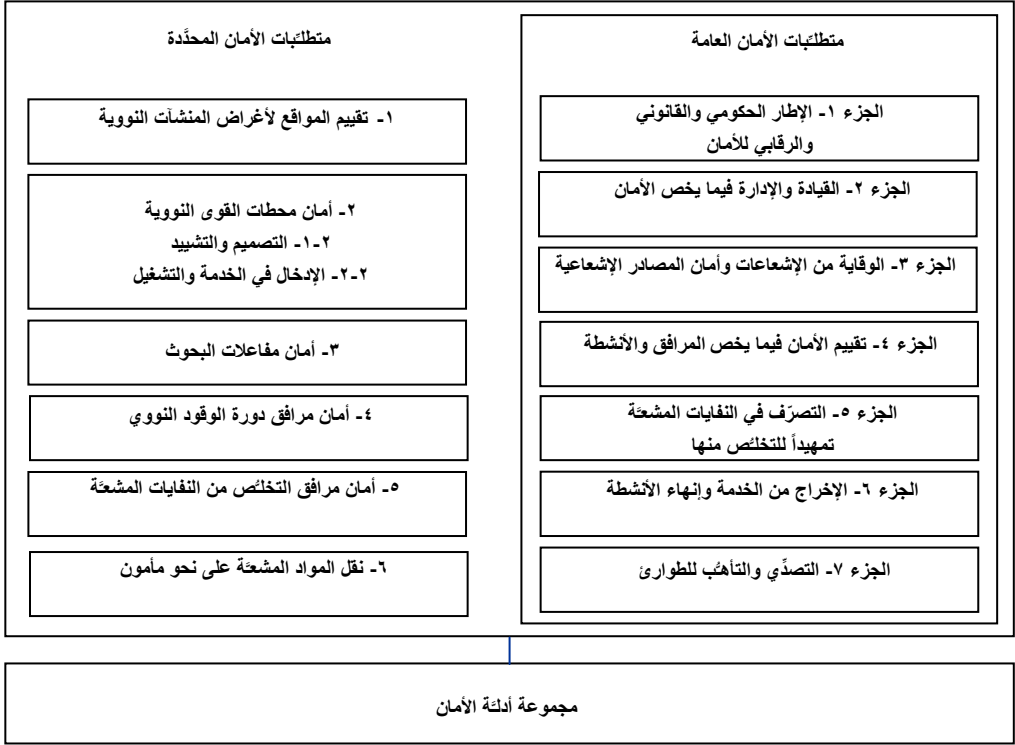 متطلبات الأمان العامة
الجزء ١- الإطار الحكومي والقانوني
والرقابي للأمان
الجزء ٢- القيادة والإدارة فيما يخص الأمان
الجزء ٣- الوقاية من الإشعاعات وأمان المصادر الإشعاعية
الجزء ٤- تقييم الأمان فيما يخص المرافق والأنشطة
الجزء ٥- التصرّف في النفايات المشعَّة
تمهيداً للتخلُص منها
الجزء ٦- الإخراج من الخدمة وإنهاء الأنشطة
الجزء ٧- التصدِّي والتأهُب للطوارئ
متطلَبات الأمان المحدَّدة
١- تقييم المواقع لأغراض المنشآت النووية
٢- أمان محطات القوى النووية
٢-١- التصميم والتشييد
٢-٢- الإدخال في الخدمة والتشغيل
٣- أمان مفاعلات البحوث
٤- أمان مرافق دورة الوقود النووي
٥- أمان مرافق التخلُص من النفايات المشعَّة
٦- نقل المواد المشعَّة على نحو مأمون
مجموعة أدلَة الأمان